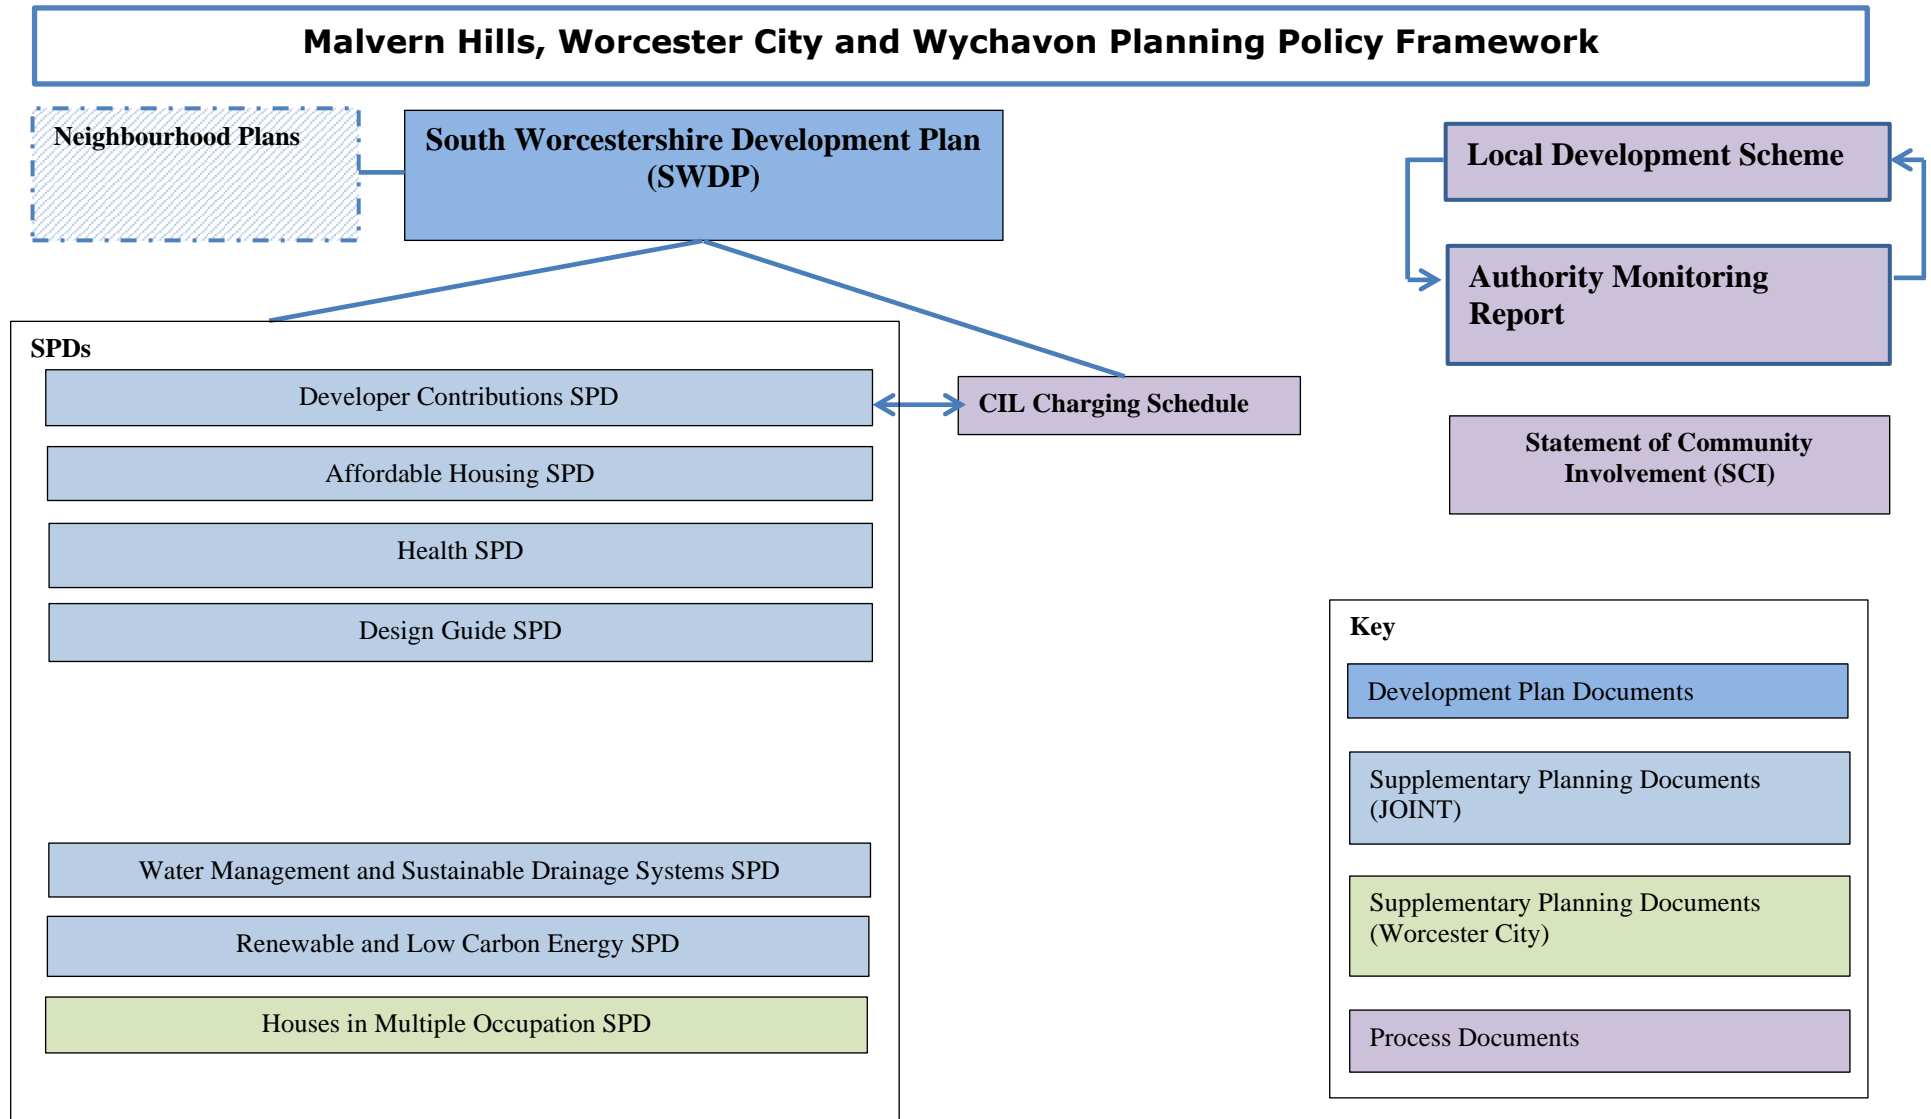 Malvern Hills, Worcester City and Wychavon Planning Policy Framework
Neighbourhood Plans
South Worcestershire Development Plan
(SWDP)
Local Development Scheme
Authority Monitoring
Report
SPDs
Developer Contributions SPD
CIL Charging Schedule
Affordable Housing SPD
Statement of Community
Involvement (SCI)
Health SPD
Design Guide SPD
Water Management and Sustainable Drainage Systems SPD
Renewable and Low Carbon Energy SPD
Houses in Multiple Occupation SPD
Key
Development Plan Documents
Supplementary Planning Documents
(JOINT)
Supplementary Planning Documents
(Worcester City)
Process Documents